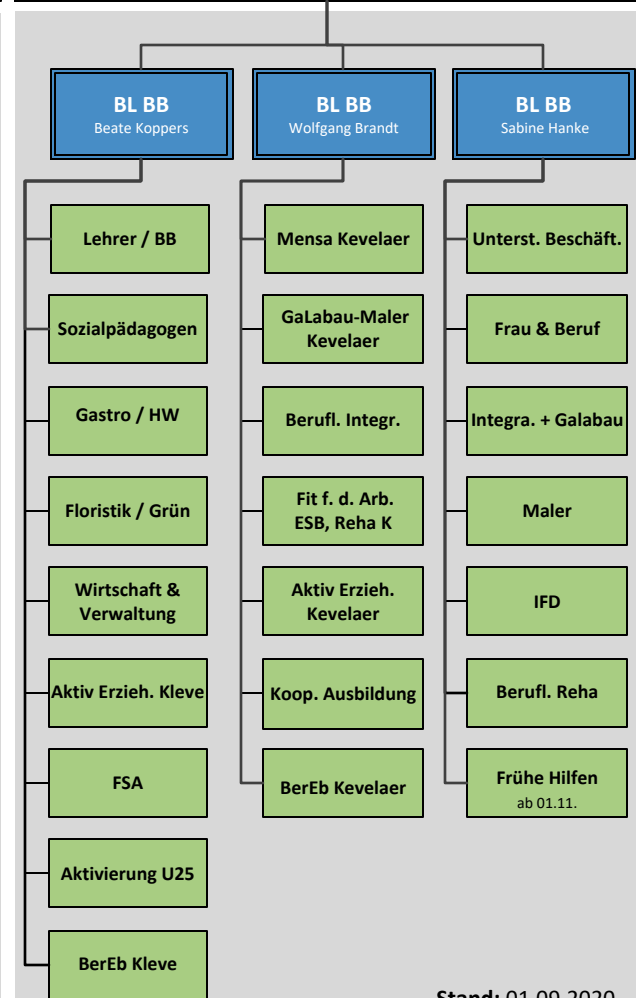 BL BB
Beate Koppers
BL BB
Wolfgang Brandt
BL BB
Sabine Hanke
Lehrer / BB
Sozialpädagogen
Gastro / HW
Floristik / Grün
Wirtschaft &
Verwaltung
Aktiv Erzieh. Kleve
FSA
Aktivierung U25
BerEb Kleve
Mensa Kevelaer
GaLabau-Maler
Kevelaer
Berufl. Integr.
Fit f. d. Arb.
ESB, Reha K
Aktiv Erzieh.
Kevelaer
Koop. Ausbildung
BerEb Kevelaer
Unterst. Beschäft.
Frau & Beruf
Integra. + Galabau
Maler
IFD
Berufl. Reha
Frühe Hilfen
ab 01.11.
Stand: 01.09.2020